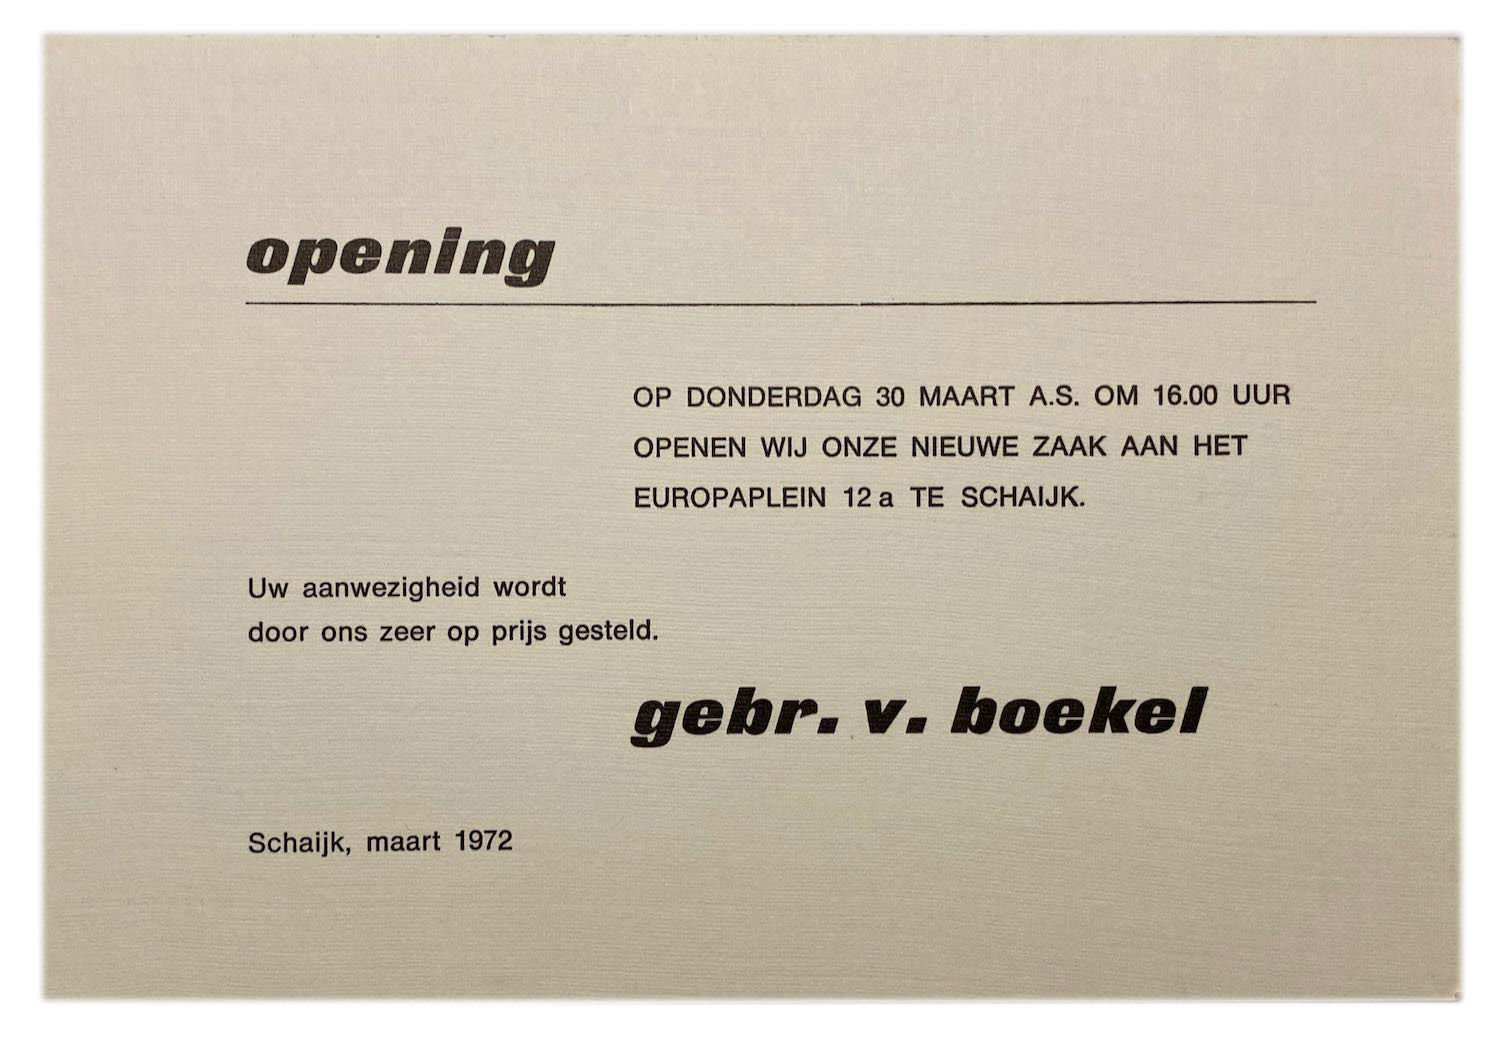 opening
OP DONDERDAG 30 MAART A.S. OM 16.00 UUR
OPENEN WIJ ONZE NIEUWE ZAAK AAN HET
EUROPAPLEIN 12 a TE SCHAIJK.
Uw aanwezigheid wordt
door ons zeer op prijs gesteld.
gebr. v. boekel
Schaijk, maart 1972